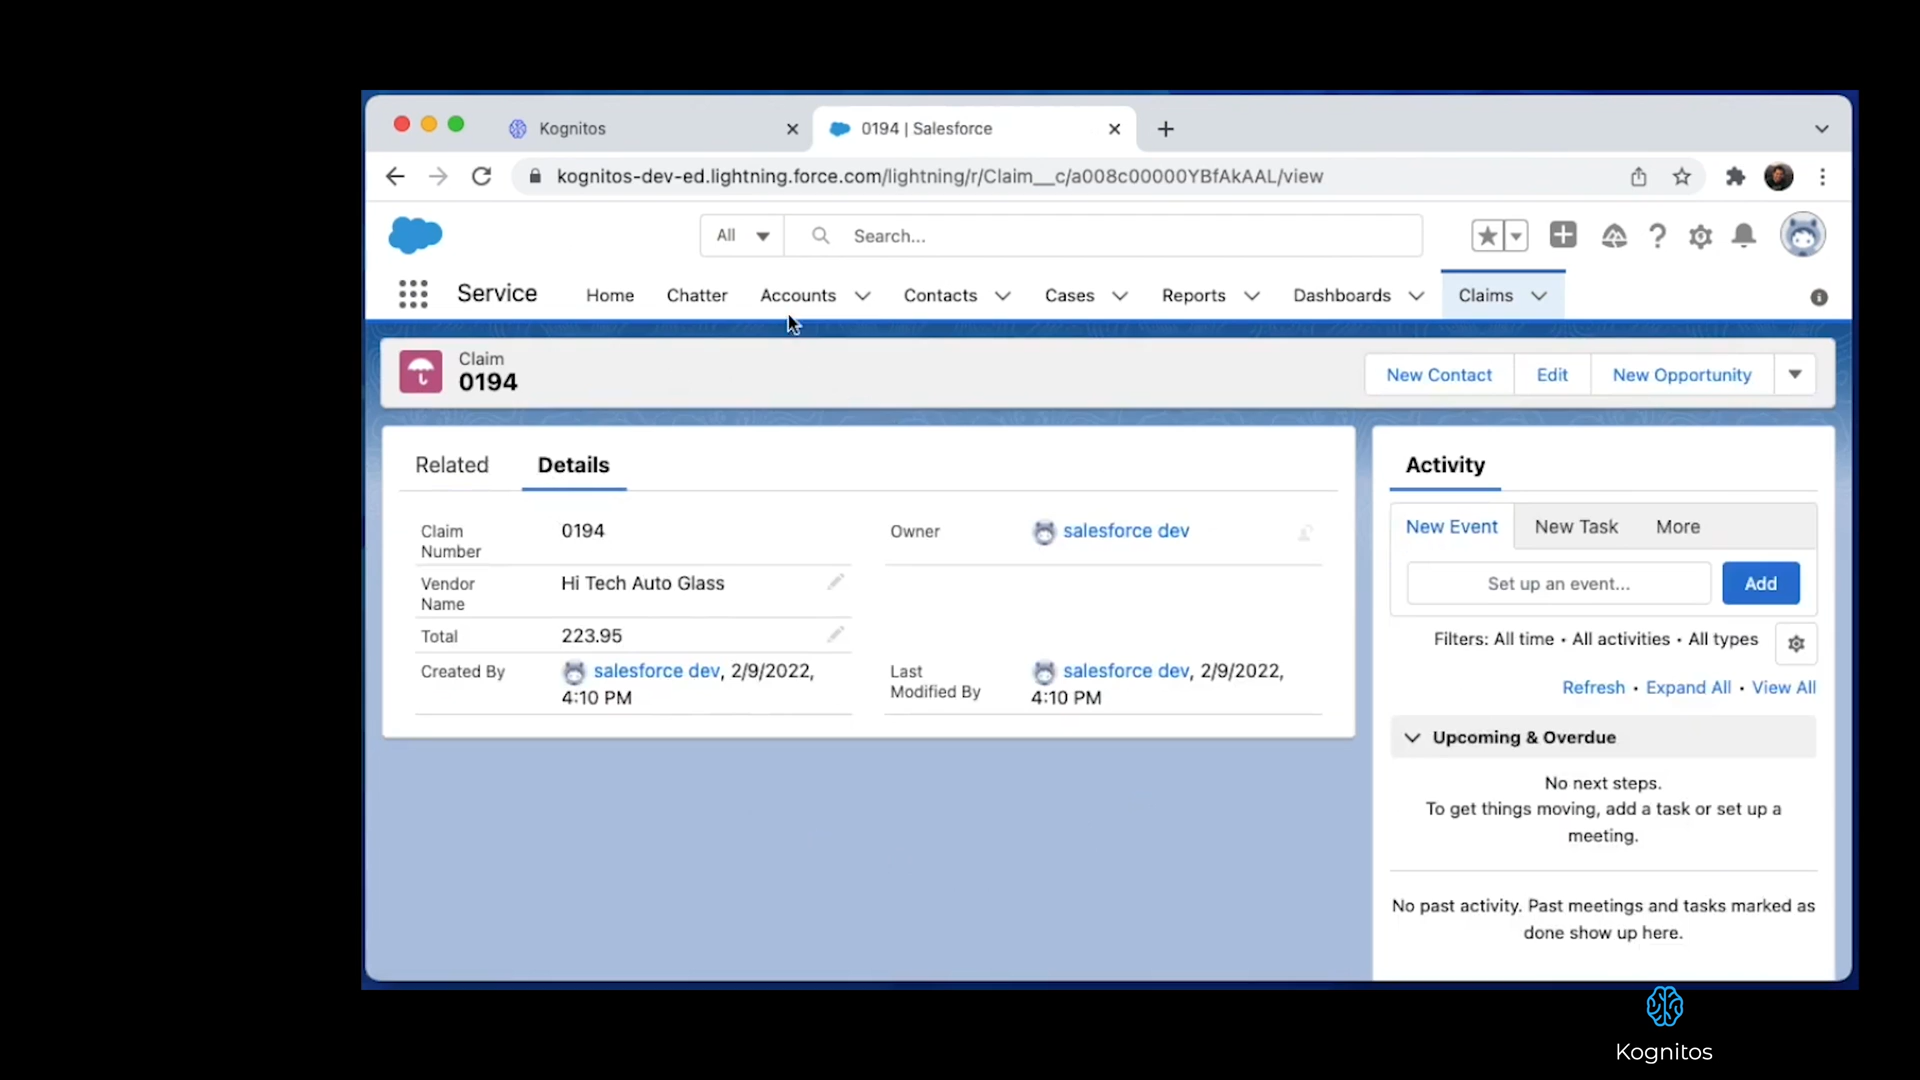 Kognitos
0194 | Salesforce
kognitos-dev-ed.lightning.force.com/lightning/r/Claim__c/a008c00000YBfAkAAL/view
All
Search...
Service
Home
Chatter
Accounts
Contacts
Cases
Reports
Dashboards
Claims
Claim
0194
New Contact
Edit
New Opportunity
Related
Details
Claim
Number
0194
Owner
salesforce dev
Vendor
Name
Hi Tech Auto Glass
Total
223.95
Created By
salesforce dev, 2/9/2022,
4:10 PM
Last
Modified By
salesforce dev, 2/9/2022,
4:10 PM
Activity
New Event
New Task
More
Set up an event...
Add
Filters: All time • All activities • All types
Refresh • Expand All • View All
Upcoming & Overdue
No next steps.
To get things moving, add a task or set up a
meeting.
No past activity. Past meetings and tasks marked as
done show up here.
Kognitos